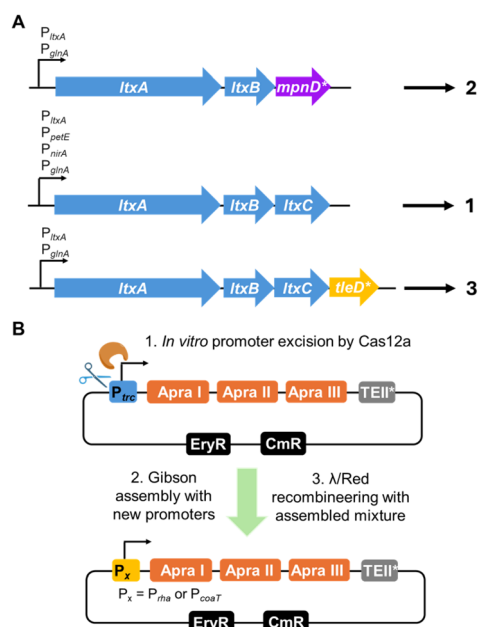 A
PltxA
PglnA
ltxA ltxB mpnD* 2
PltxA
PpetE
PnirA
PglnA
ltxA ltxB ltxC 1
PltxA
PglnA
ltxA ltxB ltxC tleD* 3
B
1. In vitro promoter excision by Cas12a
Ptrc Apra I Apra II Apra III TEII*
EryR CmR
2. Gibson
assembly with
new promoters
3. λ/Red
recombineering with
assembled mixture
Px Apra I Apra II Apra III TEII*
Px = Prha or PcoaT
EryR CmR